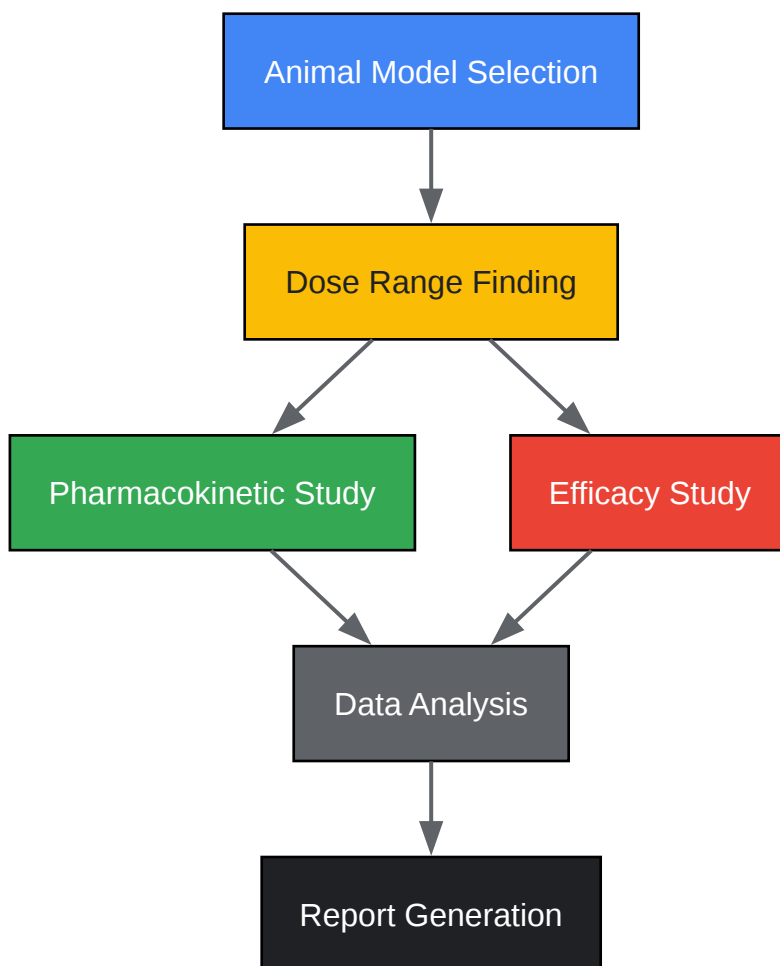 Animal Model Selection
Dose Range Finding
Pharmacokinetic Study
Efficacy Study
Data Analysis
Report Generation